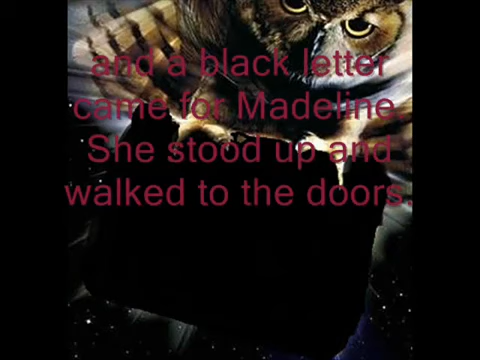 and a black letter
came for Madeline.
She stood up and
walked to the doors.